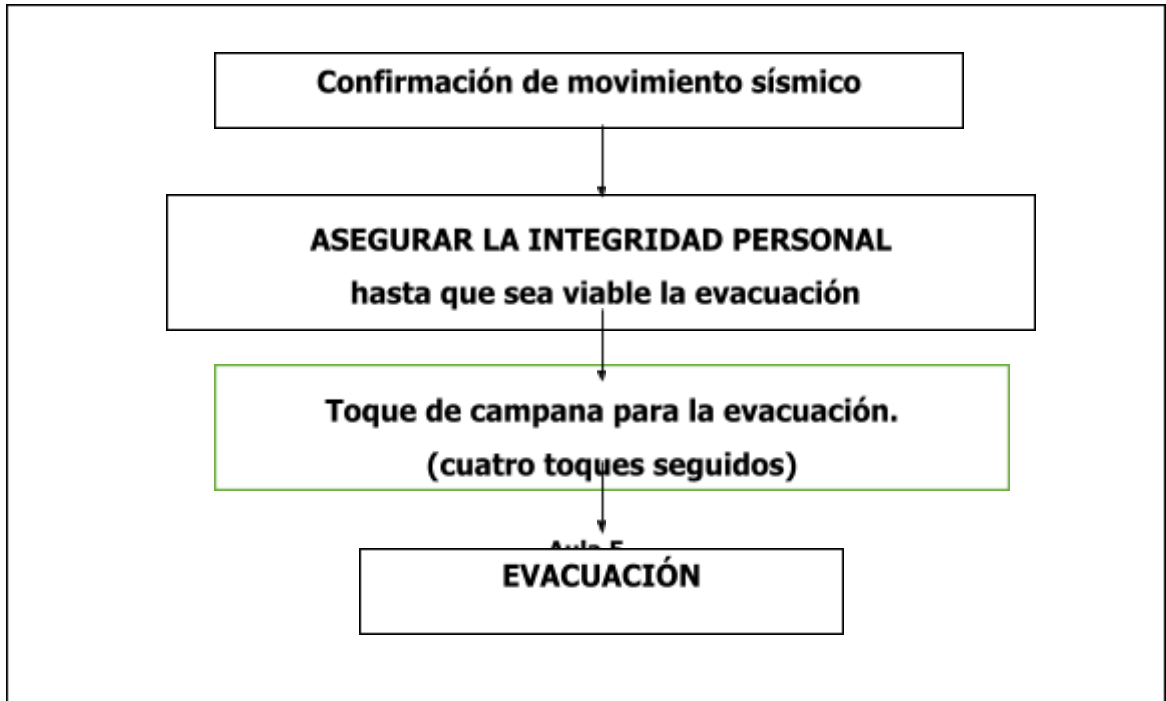 Confirmación de movimiento sísmico
ASEGURAR LA INTEGRIDAD PERSONAL
hasta que sea viable la evacuación
Toque de campana para la evacuación.
(cuatro toques seguidos)
EVACUACIÓN